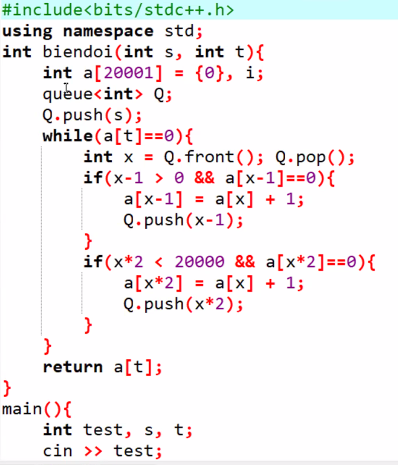 #include<bits/stdc++.h>
using namespace std;
int biendoi(int s, int t){
    int a[20001] = {0}, i;
    queue<int> Q;
    Q.push(s);
    while(a[t]==0){
        int x = Q.front(); Q.pop();
        if(x-1 > 0 && a[x-1]==0){
            a[x-1] = a[x] + 1;
            Q.push(x-1);
        }
        if(x*2 < 20000 && a[x*2]==0){
            a[x*2] = a[x] + 1;
            Q.push(x*2);
        }
    }
    return a[t];
}
main(){
    int test, s, t;
    cin >> test;